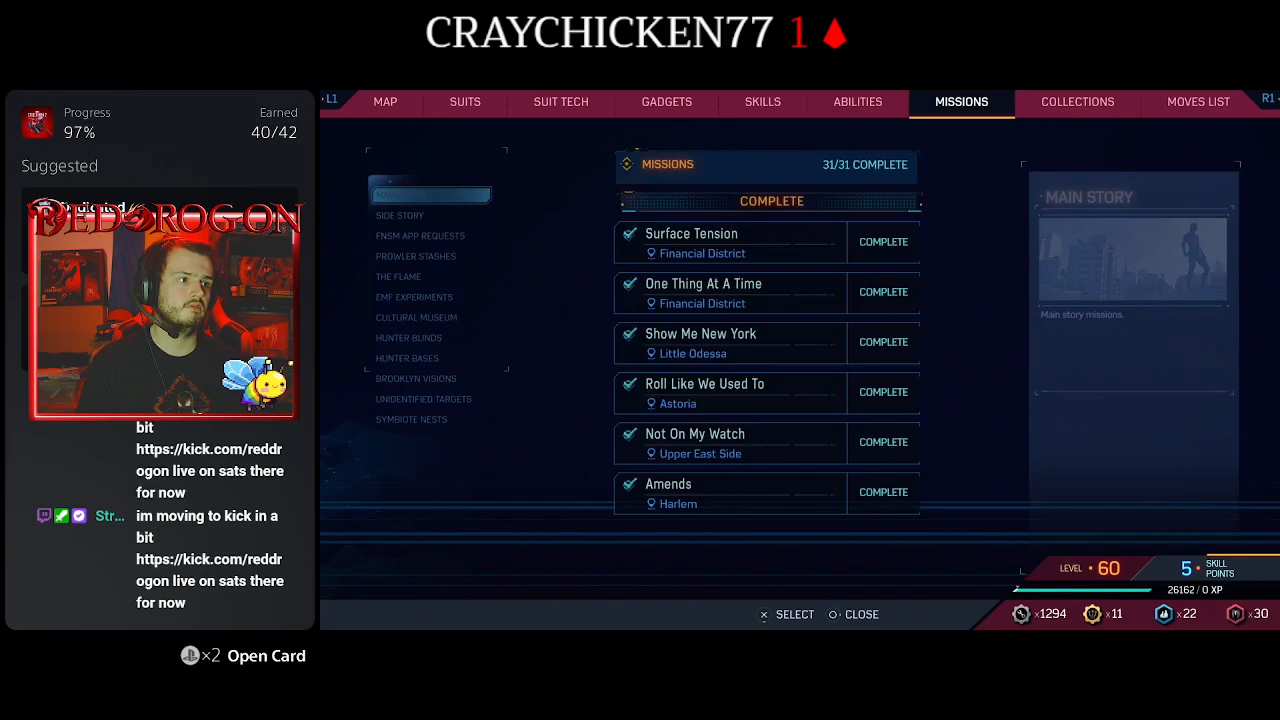 CRAYCHICKEN77 1
Progress
97%
Earned
40/42
Suggested
REDDROGON
bit
https://kick.com/reddr
ogon live on sats there
for now
Str... im moving to kick in a
bit
https://kick.com/reddr
ogon live on sats there
for now
×2 Open Card
L1
MAP
SUITS
SUIT TECH
GADGETS
SKILLS
ABILITIES
MISSIONS
COLLECTIONS
MOVES LIST
R1
SIDE STORY
FNSM APP REQUESTS
PROWLER STASHES
THE FLAME
EMF EXPERIMENTS
CULTURAL MUSEUM
HUNTER BLINDS
HUNTER BASES
BROOKLYN VISIONS
UNIDENTIFIED TARGETS
SYMBIOTE NESTS
MISSIONS 31/31 COMPLETE
COMPLETE
Surface Tension
Financial District
COMPLETE
One Thing At A Time
Financial District
COMPLETE
Show Me New York
Little Odessa
COMPLETE
Roll Like We Used To
Astoria
COMPLETE
Not On My Watch
Upper East Side
COMPLETE
Amends
Harlem
COMPLETE
MAIN STORY
Main story missions.
LEVEL 60
5 SKILL
POINTS
26162 / 0 XP
SELECT
CLOSE
×1294
×11
×22
×30